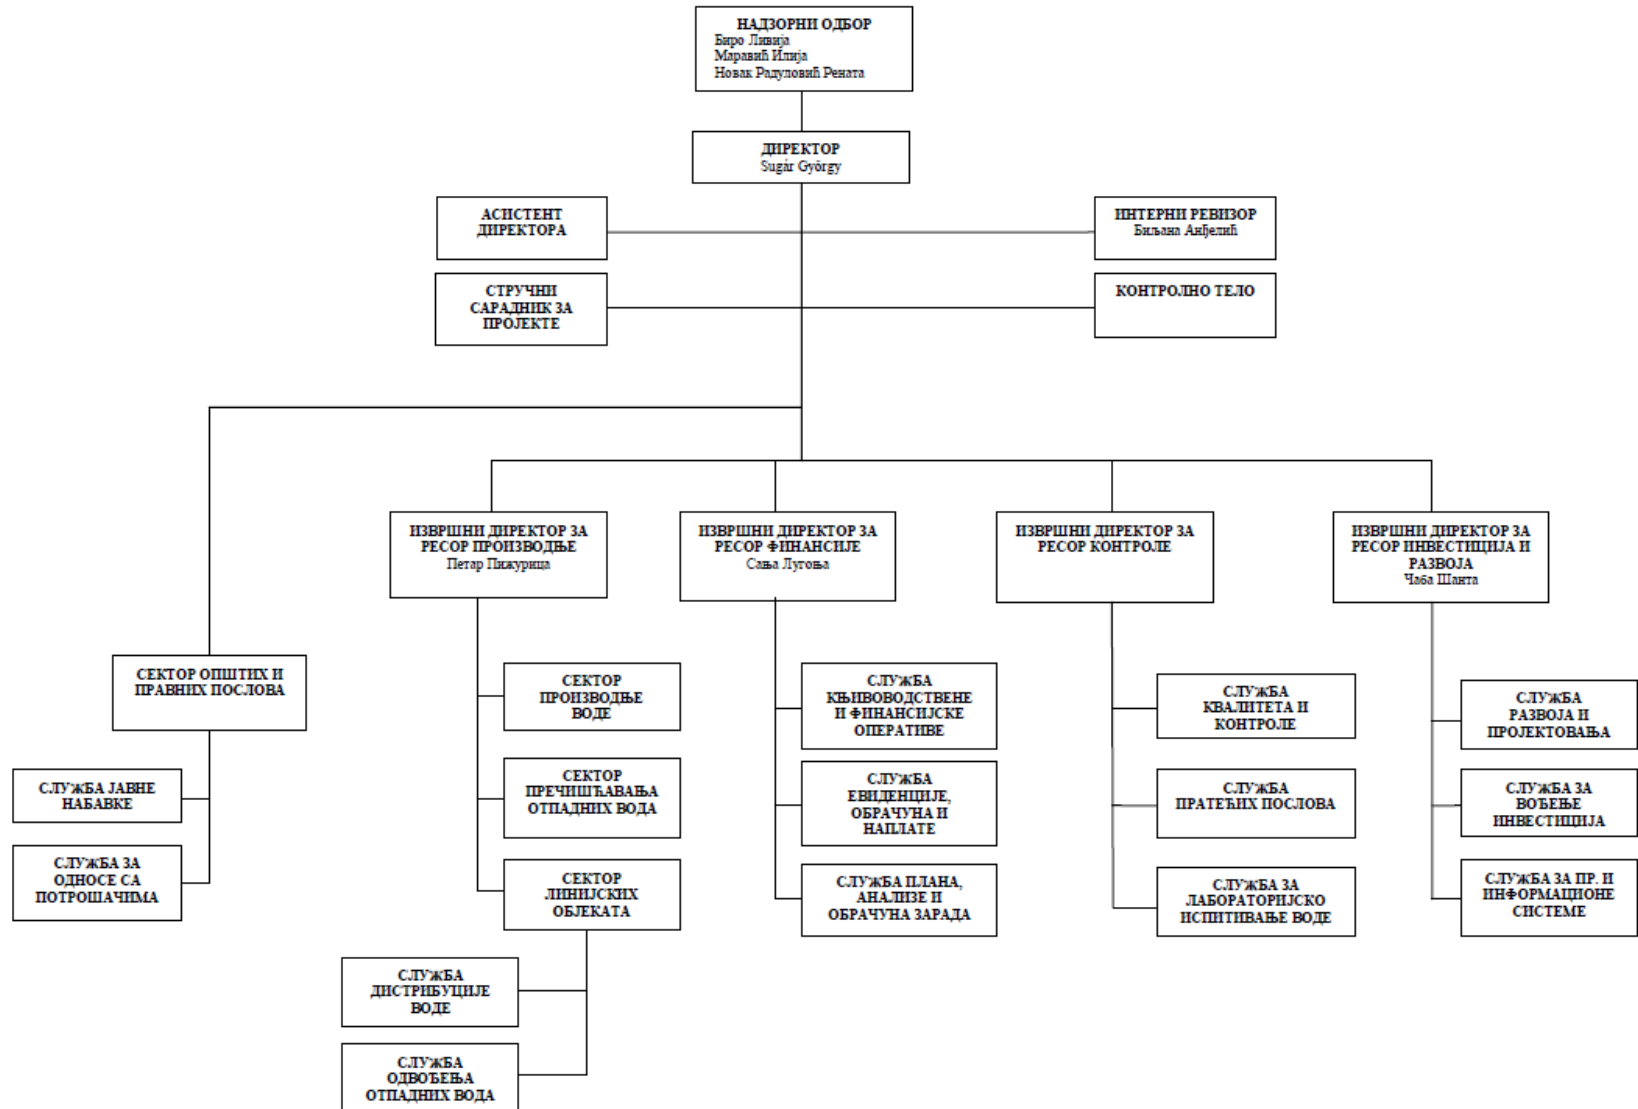 НАДЗОРНИ ОДБОР
Биро Ливија
Маравић Илија
Новак Радуловић Рената
ДИРЕКТОР
Sugár György
АСИСТЕНТ
ДИРЕКТОРА
ИНТЕРНИ РЕВИЗОР
Биљана Анђелић
СТРУЧНИ
САРАДНИК ЗА
ПРОЈЕКТЕ
КОНТРОЛНО ТЕЛО
ИЗВРШНИ ДИРЕКТОР ЗА
РЕСОР ПРОИЗВОДЊЕ
Петар Пижурица
ИЗВРШНИ ДИРЕКТОР ЗА
РЕСОР ФИНАНСИЈЕ
Сања Лугоња
ИЗВРШНИ ДИРЕКТОР ЗА
РЕСОР КОНТРОЛЕ
ИЗВРШНИ ДИРЕКТОР ЗА
РЕСОР ИНВЕСТИЦИЈА И
РАЗВОЈА
Чаба Шанта
СЕКТОР ОПШТИХ И
ПРАВНИХ ПОСЛОВА
СЛУЖБА ЈАВНЕ
НАБАВКЕ
СЛУЖБА ЗА
ОДНОСЕ СА
ПОТРОШАЧИМА
СЕКТОР
ПРОИЗВОДЊЕ
ВОДЕ
СЕКТОР
ПРЕЧИШЋАВАЊА
ОТПАДНИХ ВОДА
СЕКТОР
ЛИНИЈСКИХ
ОБЈЕКАТА
СЛУЖБА
ДИСТРИБУЦИЈЕ
ВОДЕ
СЛУЖБА
ОДВОЂЕЊА
ОТПАДНИХ ВОДА
СЛУЖБА
КЊИВОВОДСТВЕНЕ
И ФИНАНСИЈСКЕ
ОПЕРАТИВЕ
СЛУЖБА
ЕВИДЕНЦИЈЕ,
ОБРАЧУНА И
НАПЛАТЕ
СЛУЖБА ПЛАНА,
АНАЛИЗЕ И
ОБРАЧУНА ЗАРАДА
СЛУЖБА
КВАЛИТЕТА И
КОНТРОЛЕ
СЛУЖБА
ПРАТЕЋИХ ПОСЛОВА
СЛУЖБА ЗА
ЛАБОРАТОРИЈСКО
ИСПИТИВАЊЕ ВОДЕ
СЛУЖБА
РАЗВОЈА И
ПРОЈЕКТОВАЊА
СЛУЖБА ЗА
ВОЂЕЊЕ
ИНВЕСТИЦИЈА
СЛУЖБА ЗА ПР. И
ИНФОРМАЦИОНЕ
СИСТЕМЕ